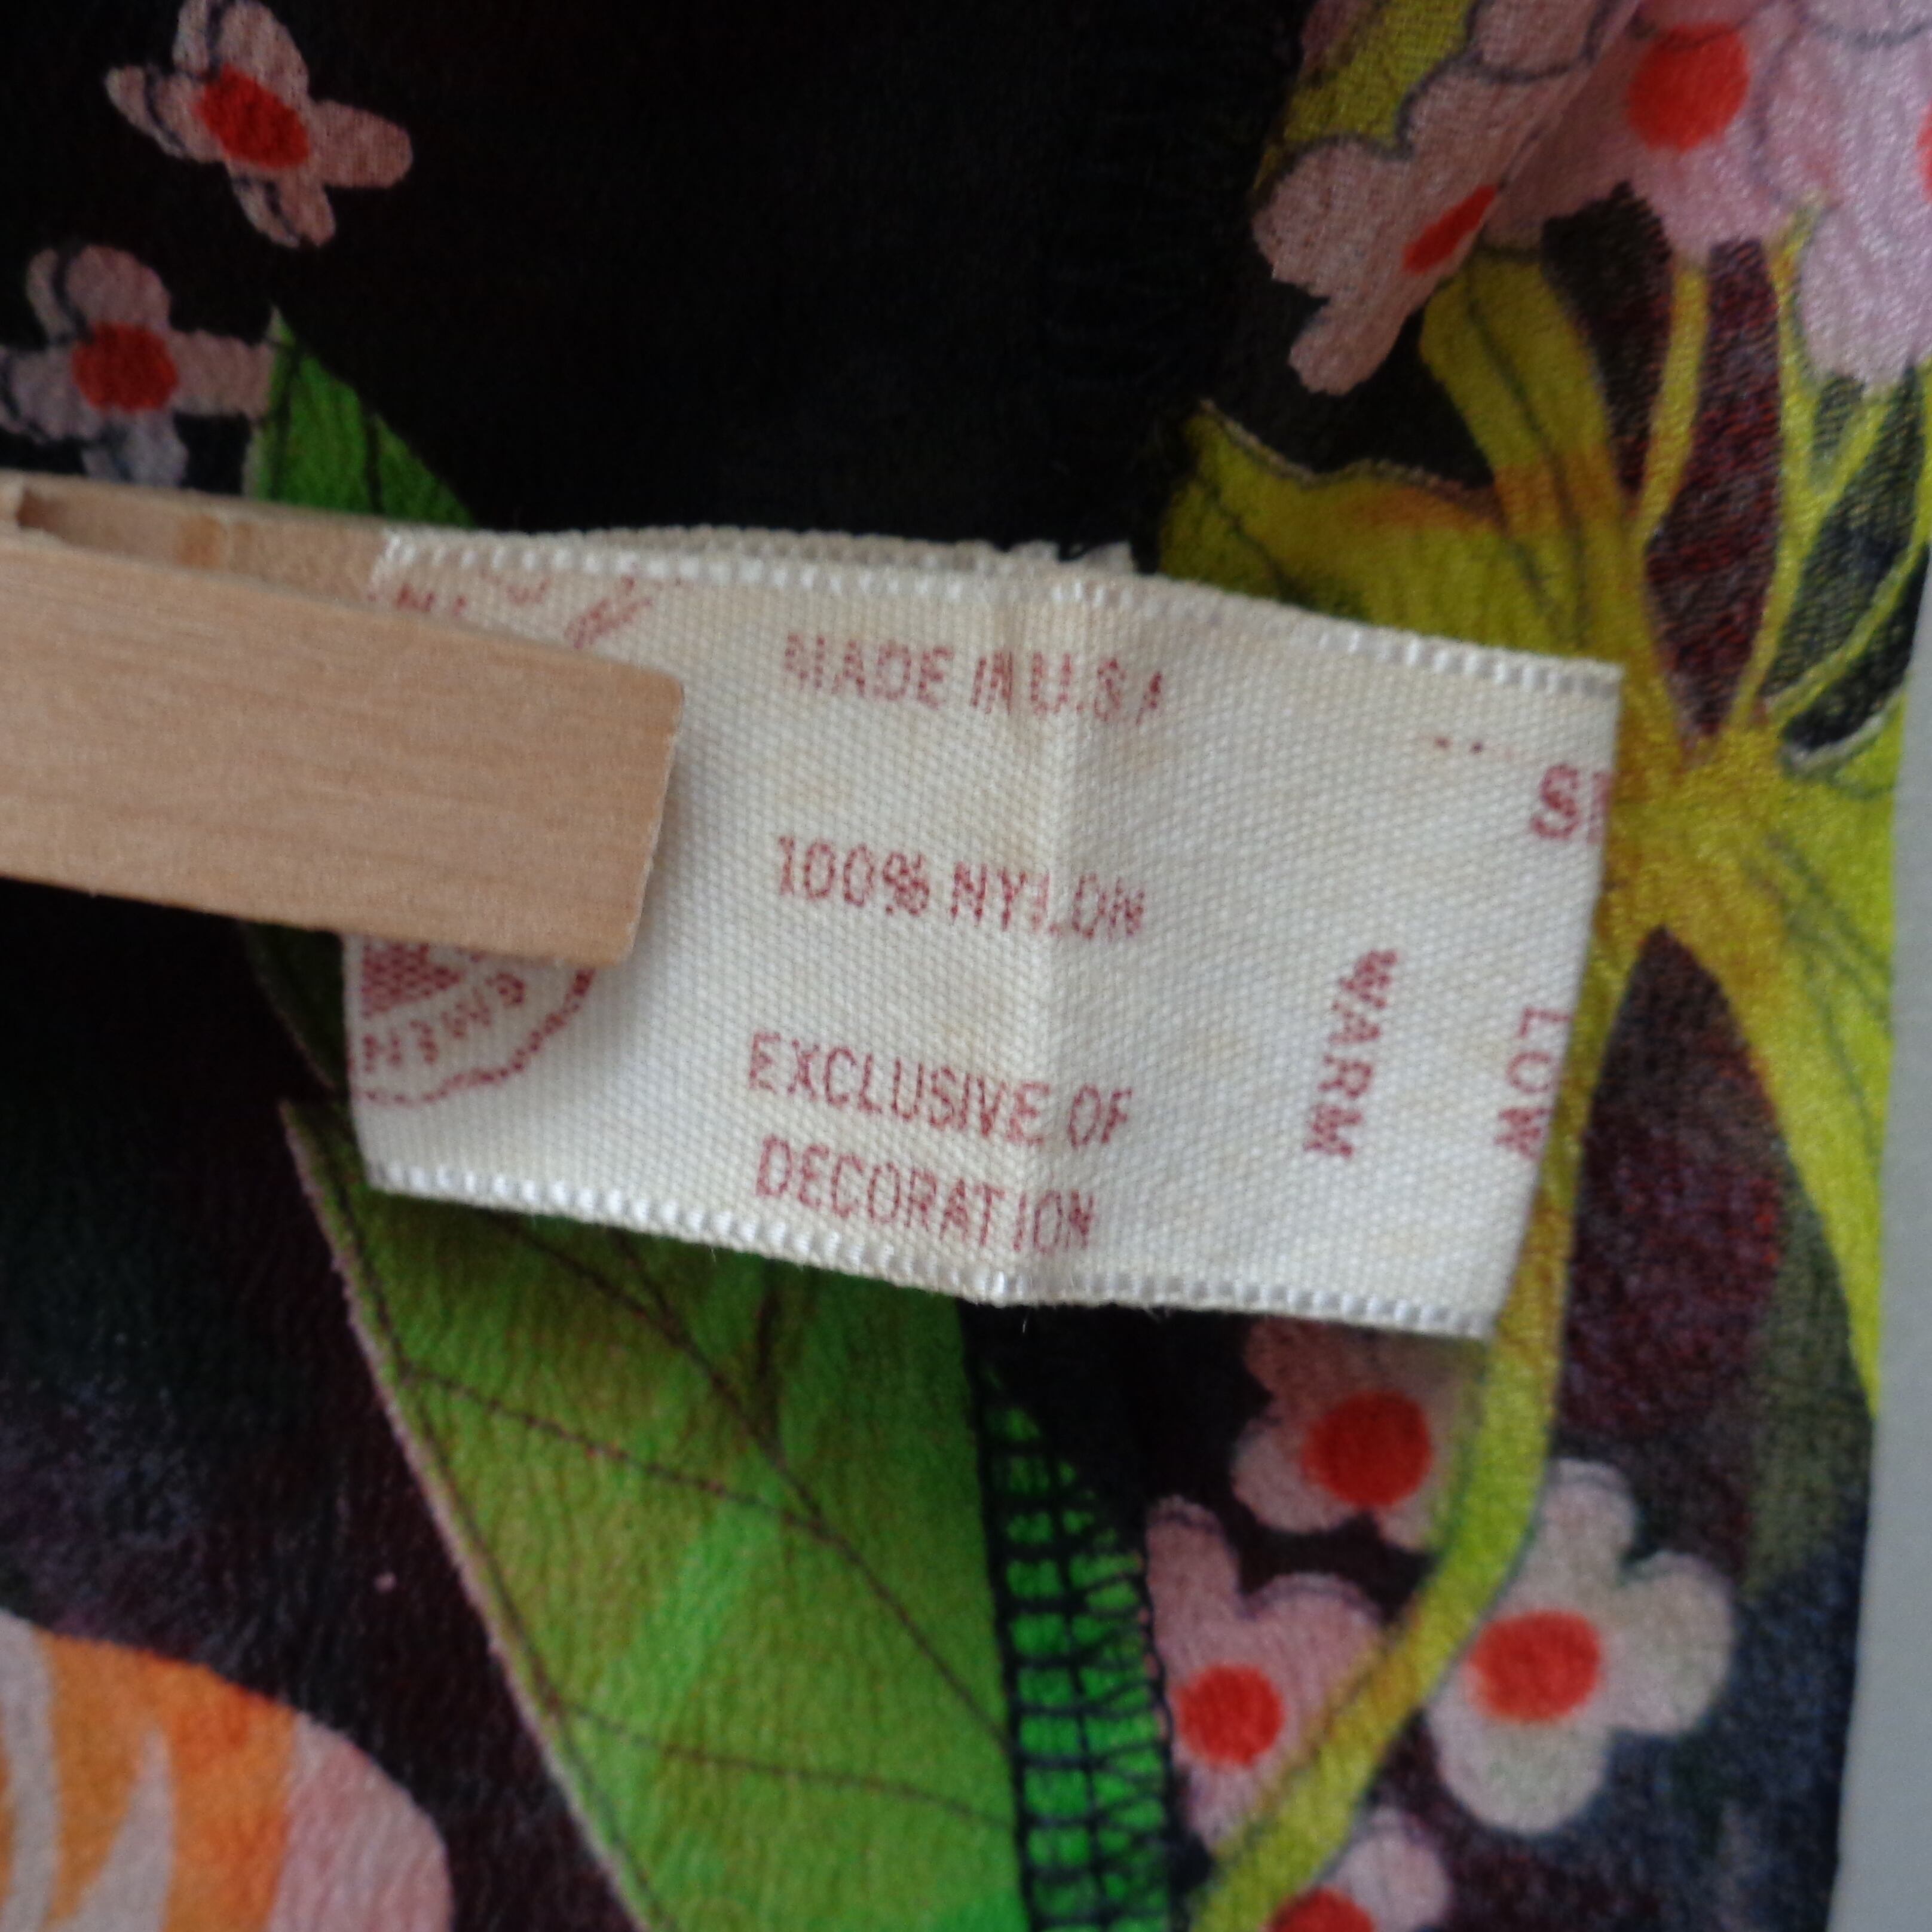 MADE IN U.S.A
100% NYLON
EXCLUSIVE OF
DECORATION
WARM
LOW